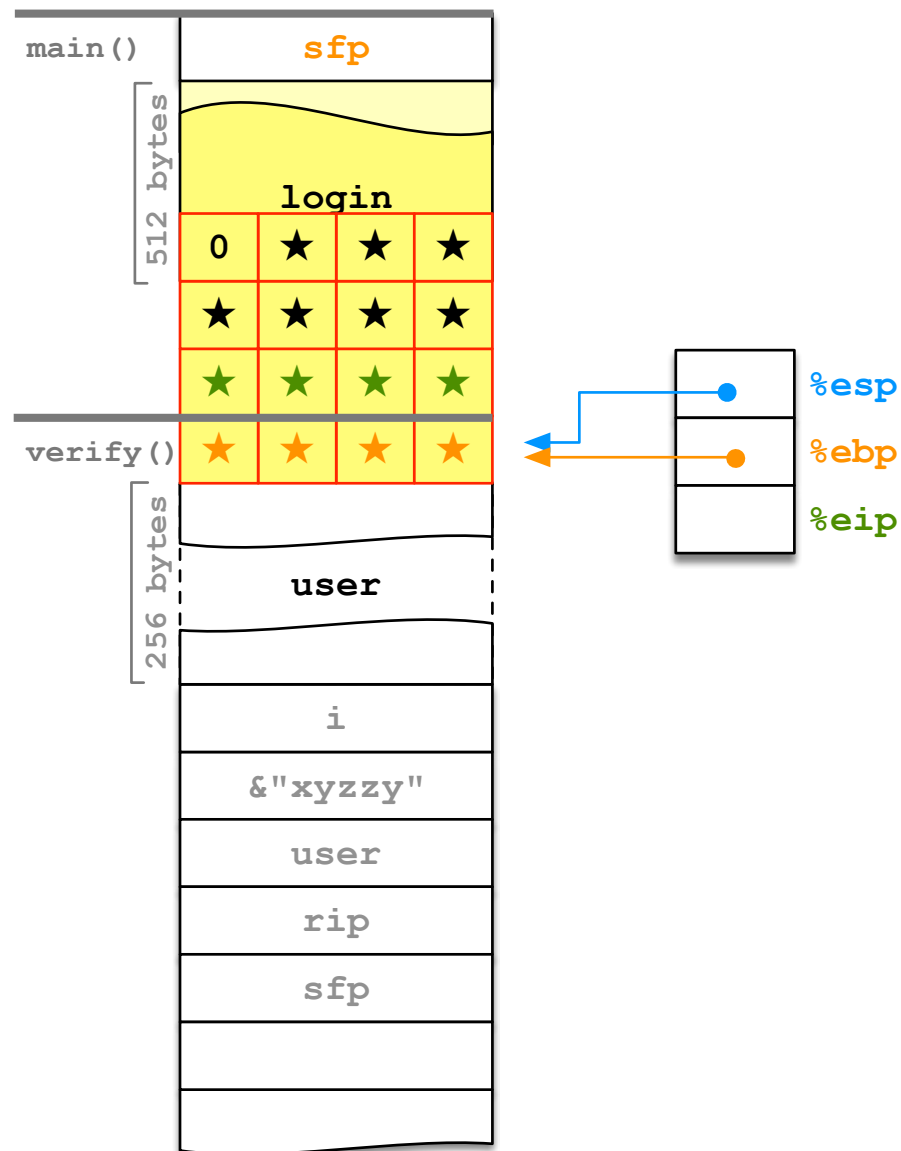 main()
sfp
512 bytes
login
0 ★ ★ ★
★ ★ ★ ★
★ ★ ★ ★
%esp
verify()
★ ★ ★ ★
%ebp
%eip
256 bytes
user
i
&"xyzzy"
user
rip
sfp